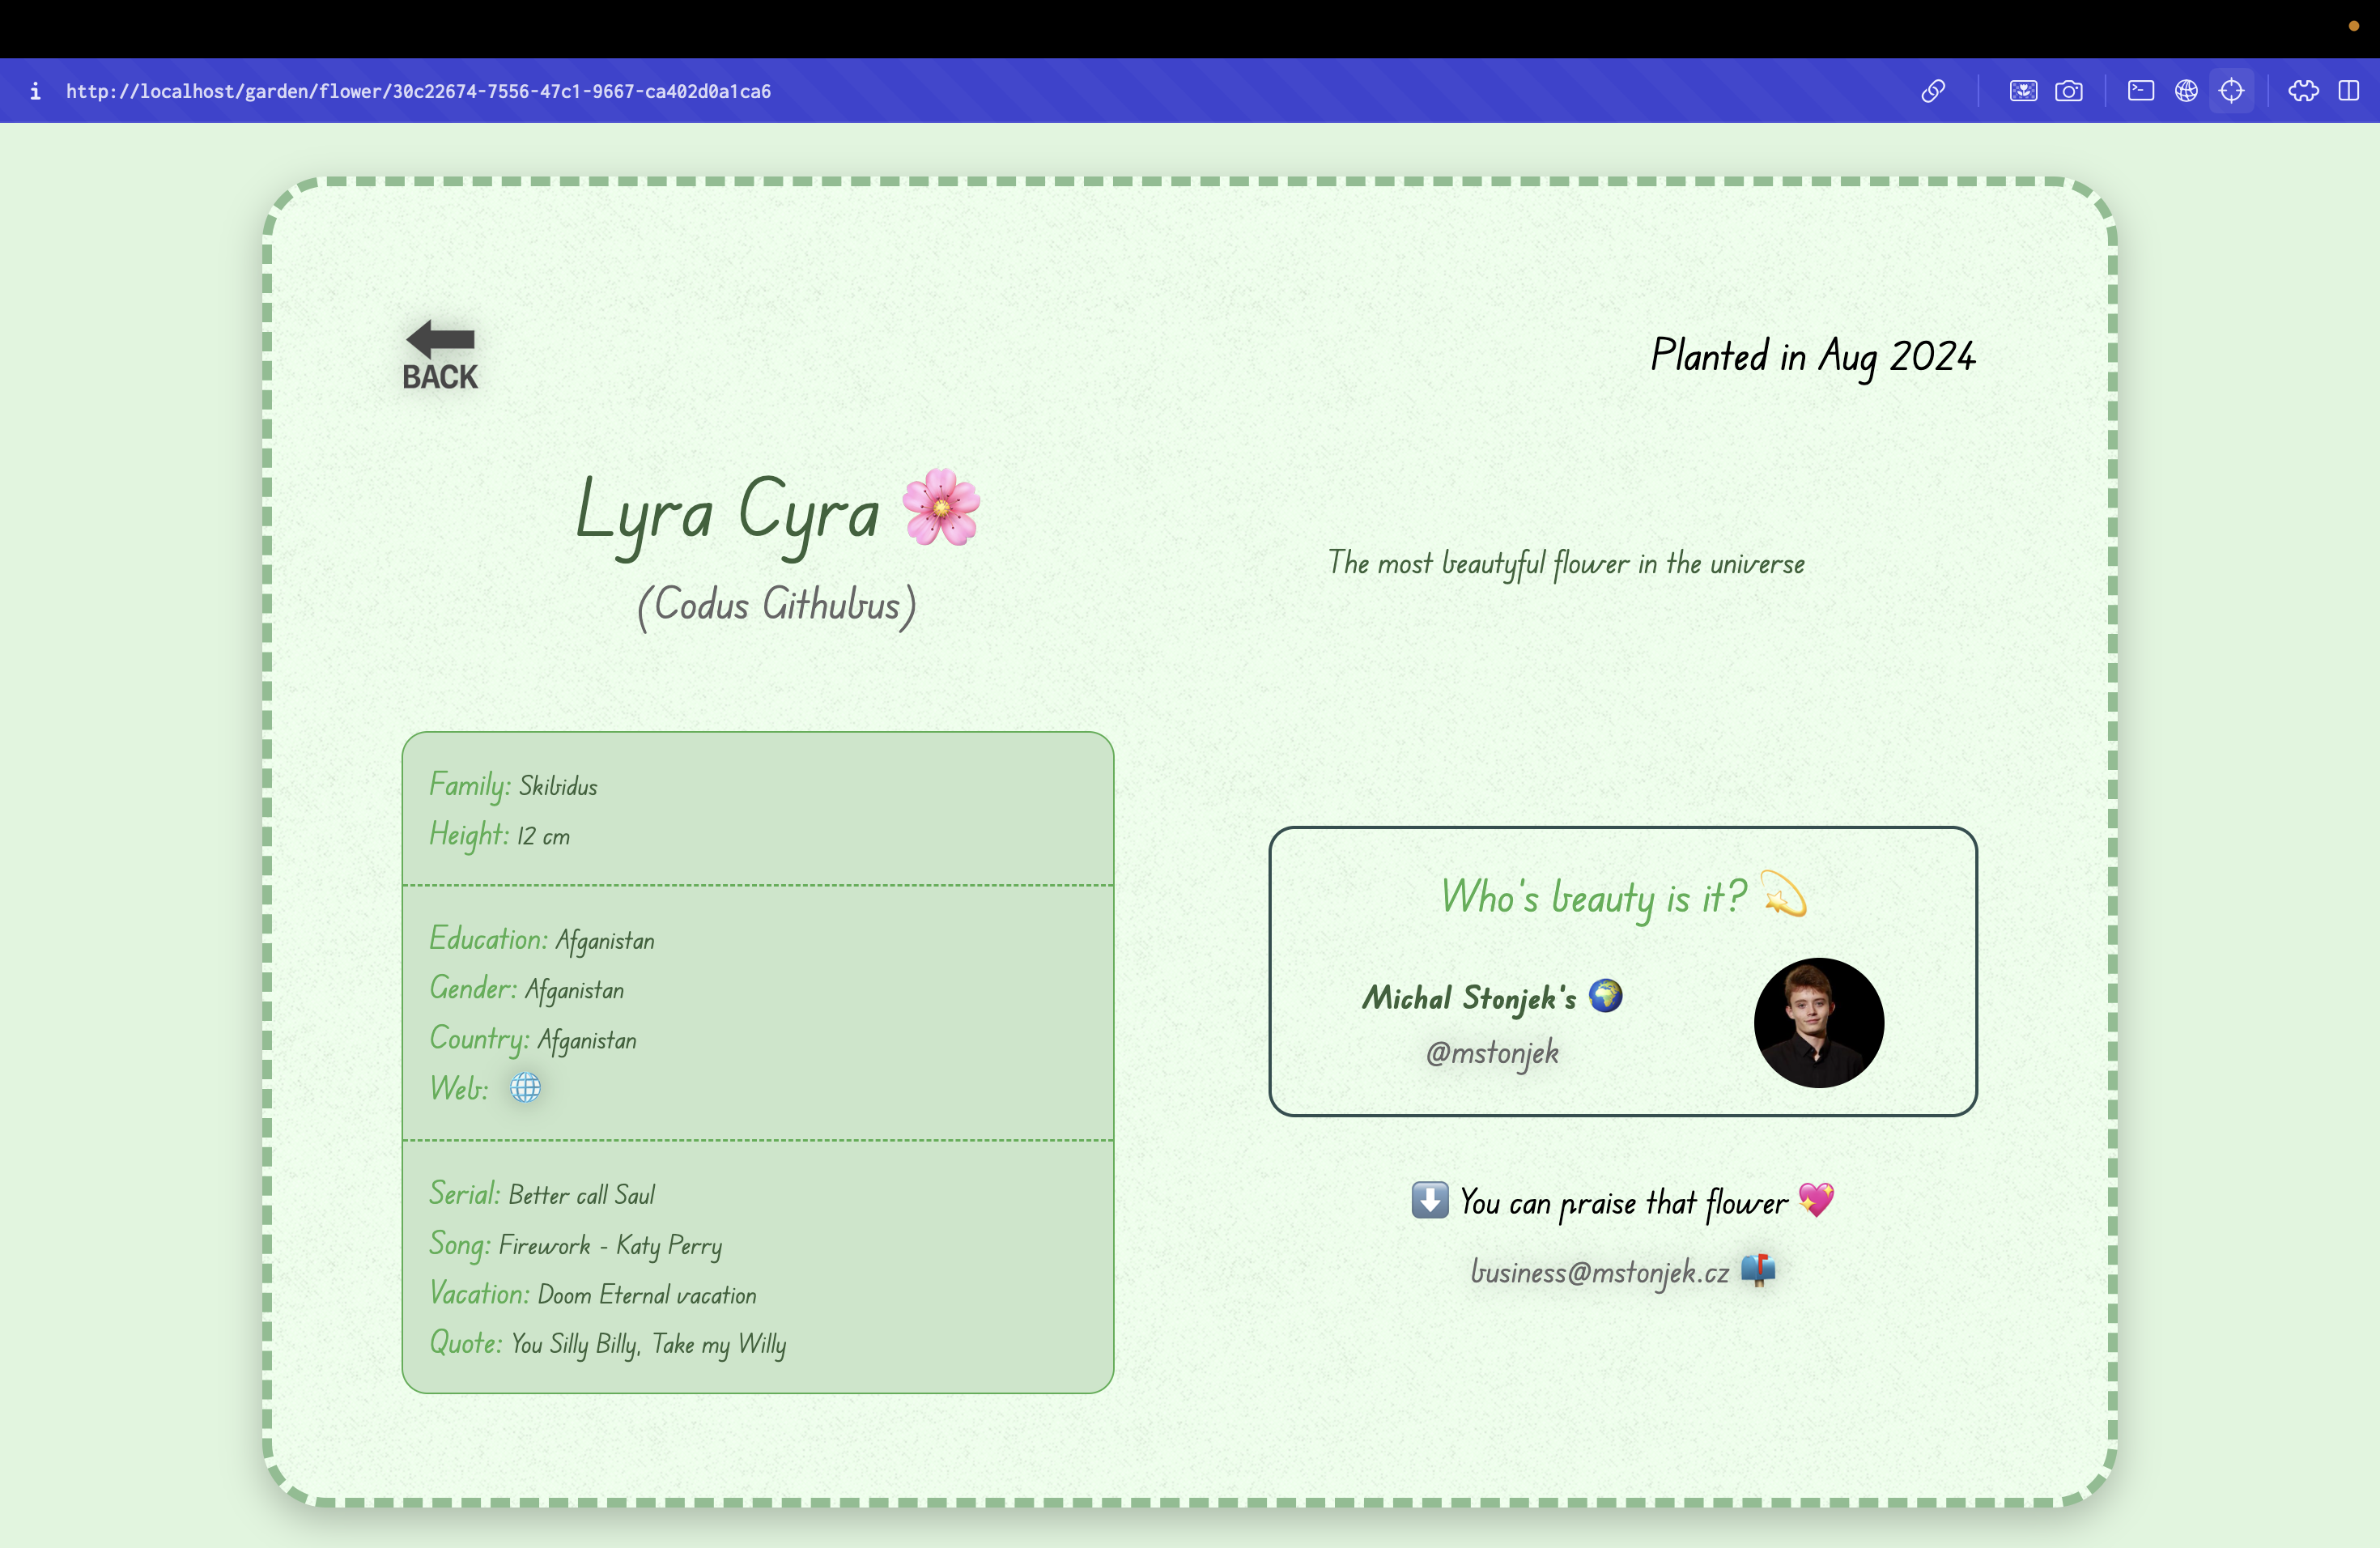 i http://localhost/garden/flower/30c22674-7556-47c1-9667-ca402d0a1ca6
BACK
Planted in Aug 2024
Lyra Cyra
(Codus Githubus)
The most beautyful flower in the universe
Family: Skibidus
Height: 12 cm
Education: Afganistan
Gender: Afganistan
Country: Afganistan
Web:
Serial: Better call Saul
Song: Firework - Katy Perry
Vacation: Doom Eternal vacation
Quote: You Silly Billy, Take my Willy
Who's beauty is it?
Michal Stonjek's
@mstonjek
You can praise that flower
business@mstonjek.cz